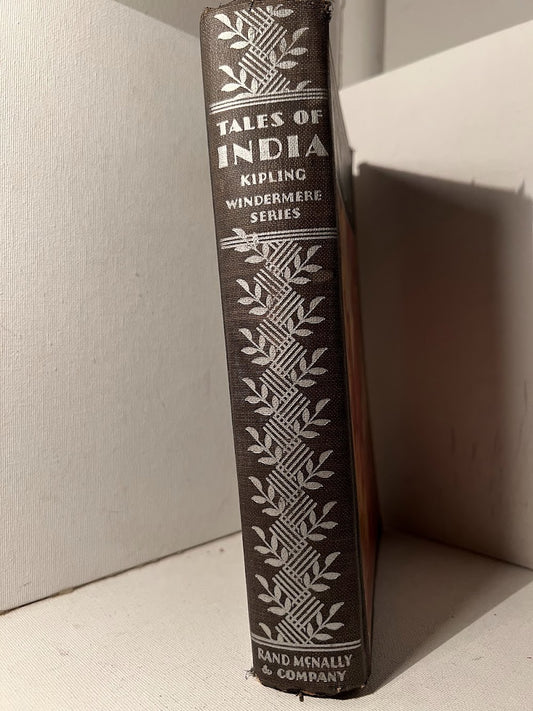 TALES OF
INDIA
KIPLING
WINDERMERE
SERIES
RAND MCNALLY
& COMPANY